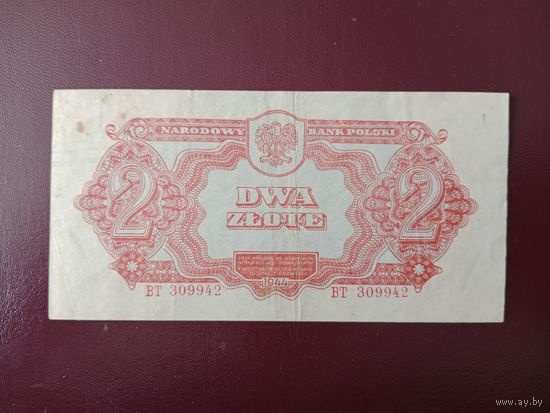 NARODOWY BANK POLSKI
2 2
DWA
ZŁOTE
1944
BT 309942 BT 309942
www.ay.by